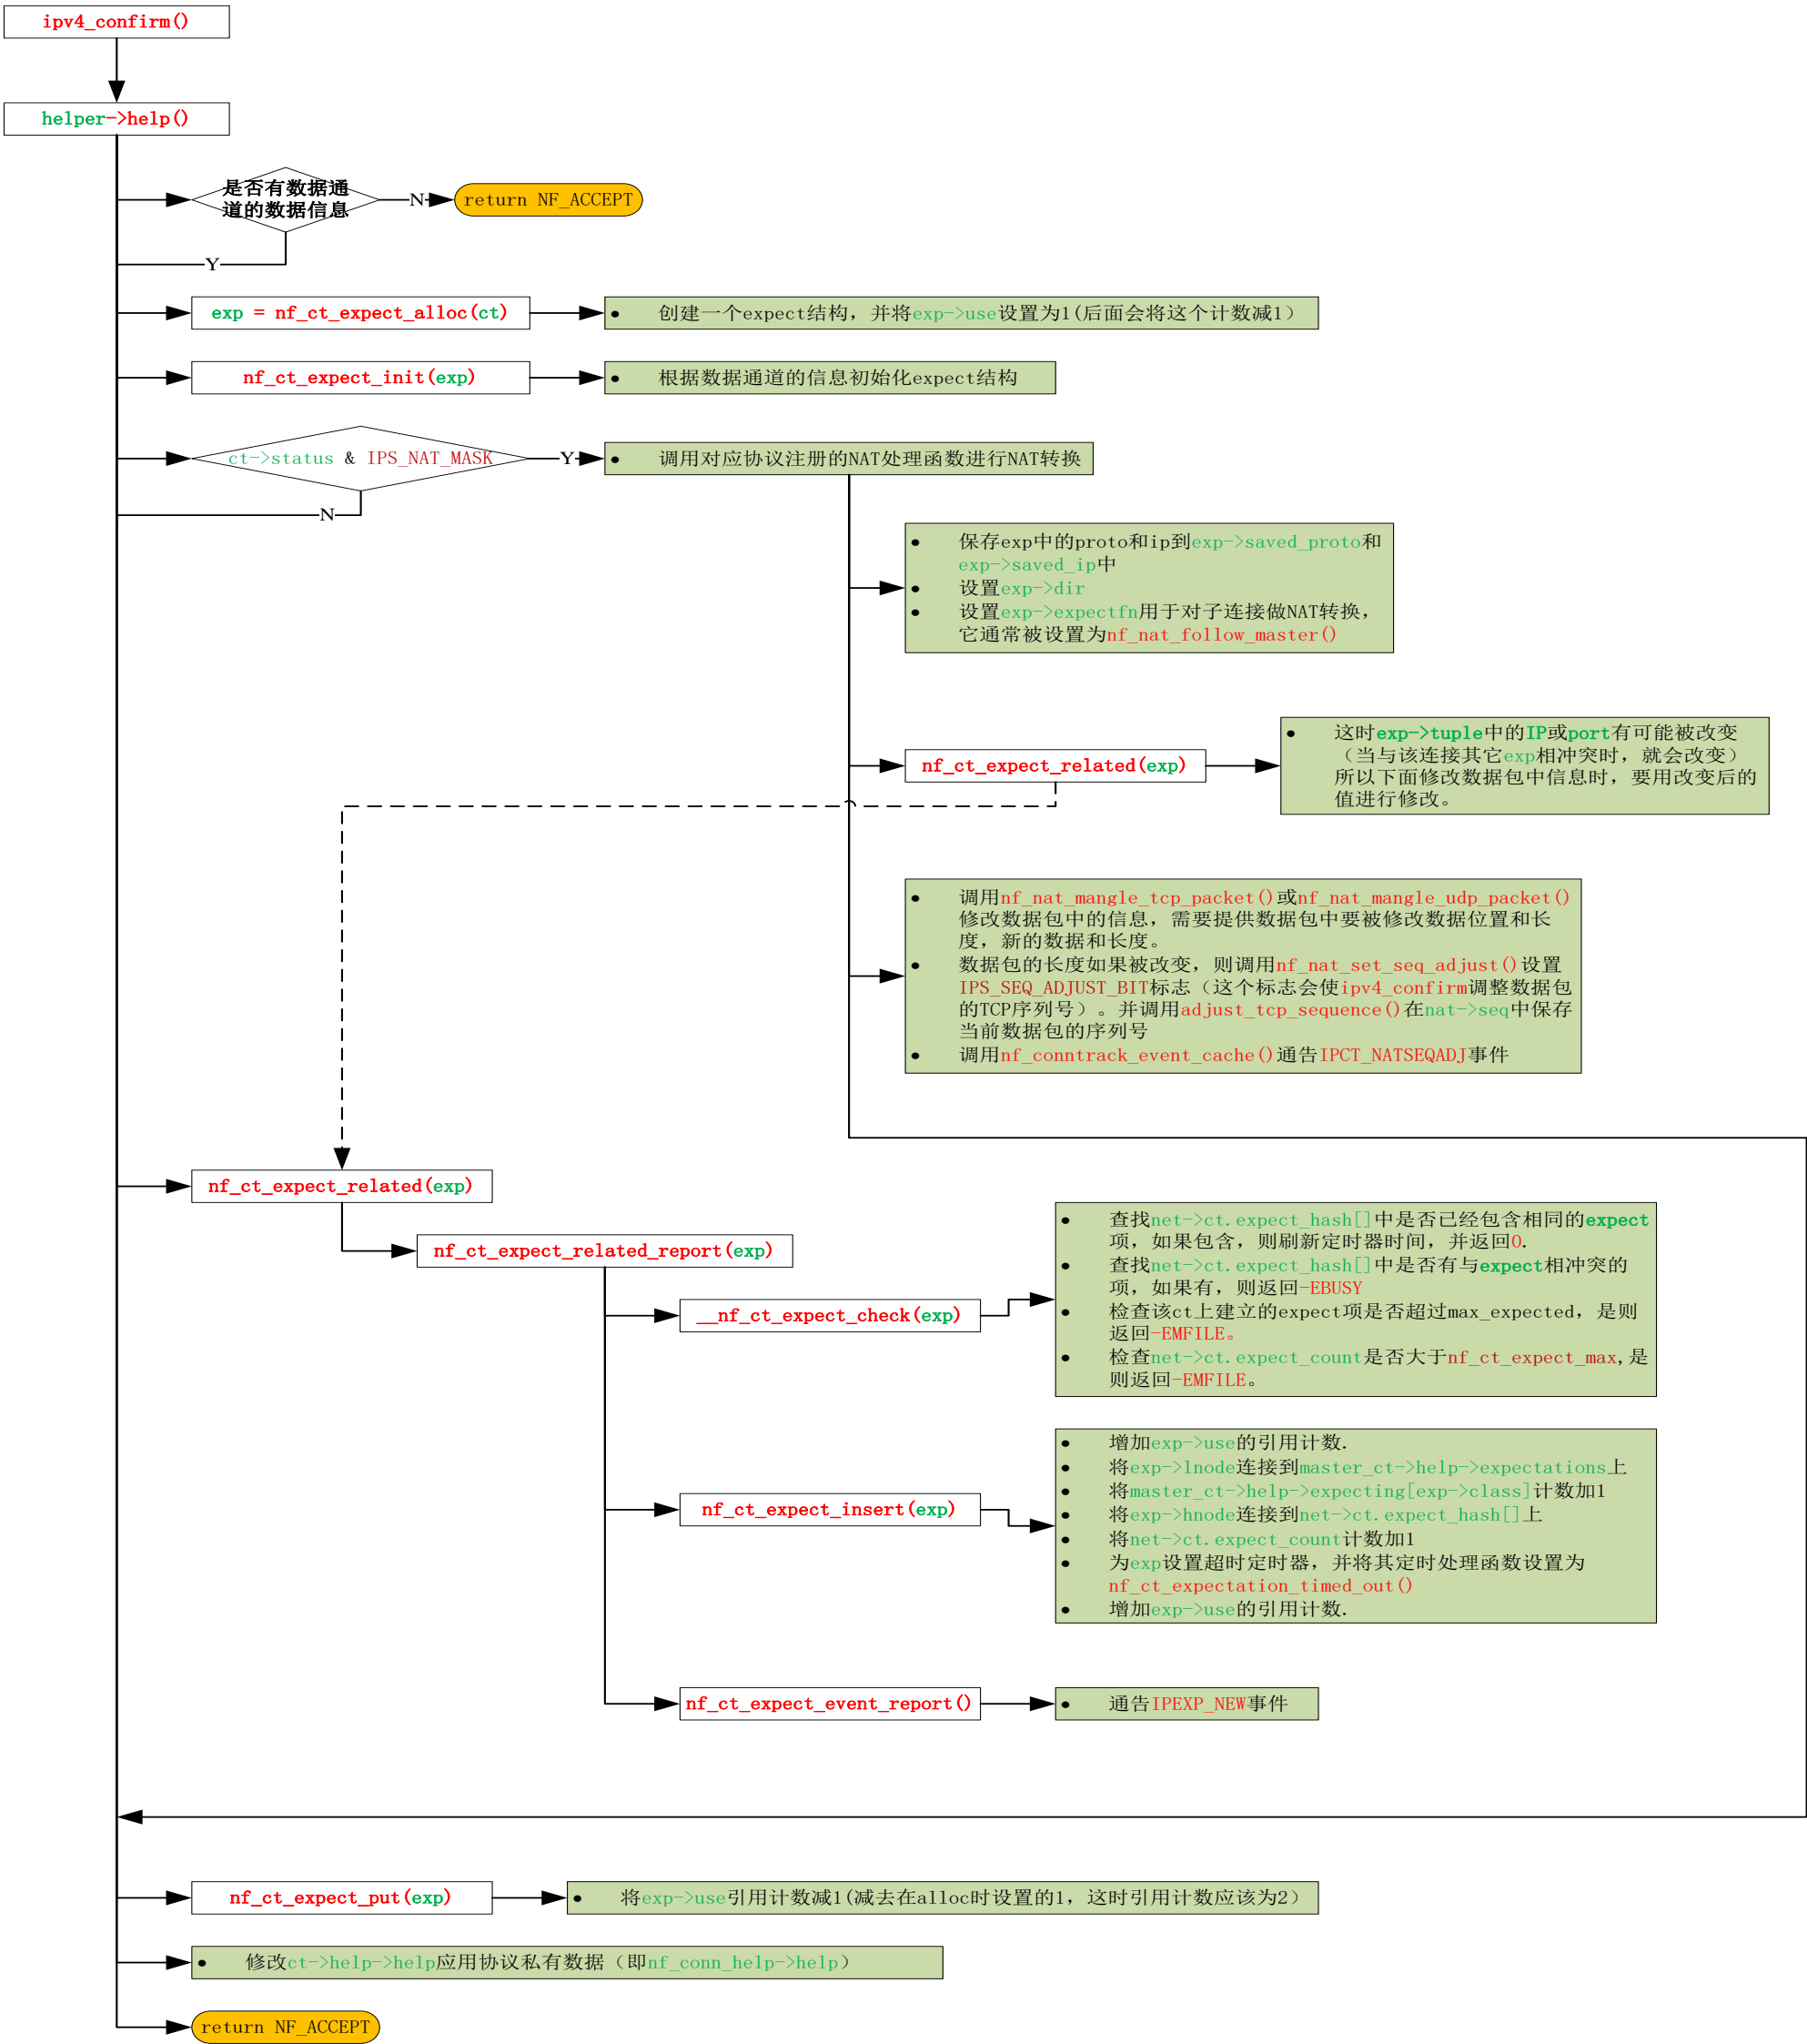 ipv4_confirm()
helper->help()
是否有数据通
道的数据信息
N
return NF_ACCEPT
Y
exp = nf_ct_expect_alloc(ct)
● 创建一个expect结构，并将exp->use设置为1(后面会将这个计数减1）
nf_ct_expect_init(exp)
● 根据数据通道的信息初始化expect结构
ct->status & IPS_NAT_MASK
Y
● 调用对应协议注册的NAT处理函数进行NAT转换
N
● 保存exp中的proto和ip到exp->saved_proto和
exp->saved_ip中
● 设置exp->dir
● 设置exp->expectfn用于对子连接做NAT转换，
它通常被设置为nf_nat_follow_master()
nf_ct_expect_related(exp)
● 这时exp->tuple中的IP或port有可能被改变
（当与该连接其它exp相冲突时，就会改变）
所以下面修改数据包中信息时，要用改变后的
值进行修改。
● 调用nf_nat_mangle_tcp_packet()或nf_nat_mangle_udp_packet()
修改数据包中的信息，需要提供数据包中要被修改数据位置和长
度，新的数据和长度。
● 数据包的长度如果被改变，则调用nf_nat_set_seq_adjust()设置
IPS_SEQ_ADJUST_BIT标志（这个标志会使ipv4_confirm调整数据包
的TCP序列号）。并调用adjust_tcp_sequence()在nat->seq中保存
当前数据包的序列号
● 调用nf_conntrack_event_cache()通告IPCT_NATSEQADJ事件
nf_ct_expect_related(exp)
nf_ct_expect_related_report(exp)
__nf_ct_expect_check(exp)
● 查找net->ct.expect_hash[]中是否已经包含相同的expect
项，如果包含，则刷新定时器时间，并返回0.
● 查找net->ct.expect_hash[]中是否有与expect相冲突的
项，如果有，则返回-EBUSY
● 检查该ct上建立的expect项是否超过max_expected，是则
返回-EMFILE。
● 检查net->ct.expect_count是否大于nf_ct_expect_max,是
则返回-EMFILE。
nf_ct_expect_insert(exp)
● 增加exp->use的引用计数.
● 将exp->lnode连接到master_ct->help->expectations上
● 将master_ct->help->expecting[exp->class]计数加1
● 将exp->hnode连接到net->ct.expect_hash[]上
● 将net->ct.expect_count计数加1
● 为exp设置超时定时器，并将其定时处理函数设置为
nf_ct_expectation_timed_out()
● 增加exp->use的引用计数.
nf_ct_expect_event_report()
● 通告IPEXP_NEW事件
nf_ct_expect_put(exp)
● 将exp->use引用计数减1(减去在alloc时设置的1，这时引用计数应该为2）
● 修改ct->help->help应用协议私有数据（即nf_conn_help->help）
return NF_ACCEPT